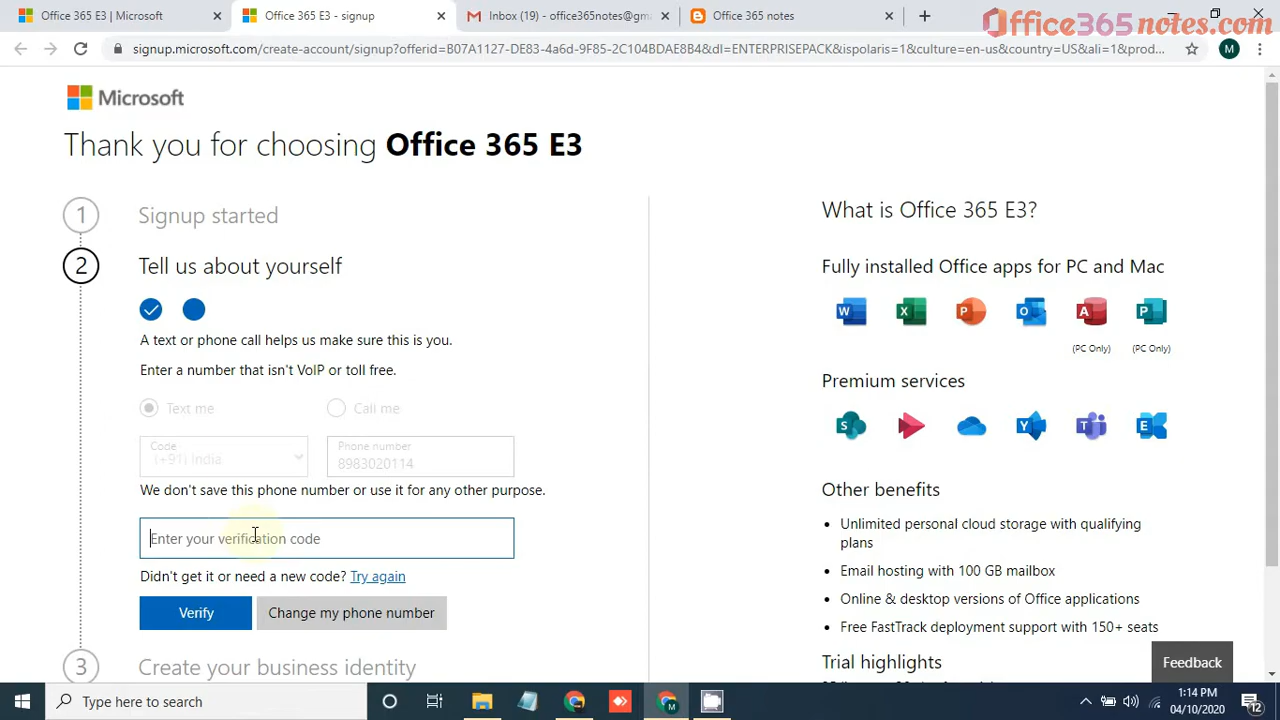 Office 365 E3 | Microsoft
Office 365 E3 - signup
Inbox (19) - office365notes@gma
Office 365 notes
Office365notes.com
signup.microsoft.com/create-account/signup?offerid=B07A1127-DE83-4a6d-9F85-2C104BDAE8B4&dl=ENTERPRISEPACK&ispolaris=1&culture=en-us&country=US&ali=1&prod...
M
Microsoft
Thank you for choosing Office 365 E3
1 Signup started
2 Tell us about yourself
A text or phone call helps us make sure this is you.
Enter a number that isn't VoIP or toll free.
Text me
Call me
Code
(+91) India
Phone number
8983020114
We don't save this phone number or use it for any other purpose.
Enter your verification code
Didn't get it or need a new code? Try again
Verify
Change my phone number
3 Create your business identity
What is Office 365 E3?
Fully installed Office apps for PC and Mac
W X P O A P
(PC Only) (PC Only)
Premium services
S Y T E
Other benefits
Unlimited personal cloud storage with qualifying
plans
Email hosting with 100 GB mailbox
Online & desktop versions of Office applications
Free FastTrack deployment support with 150+ seats
Trial highlights
Feedback
Type here to search
M
1:14 PM
04/10/2020
12